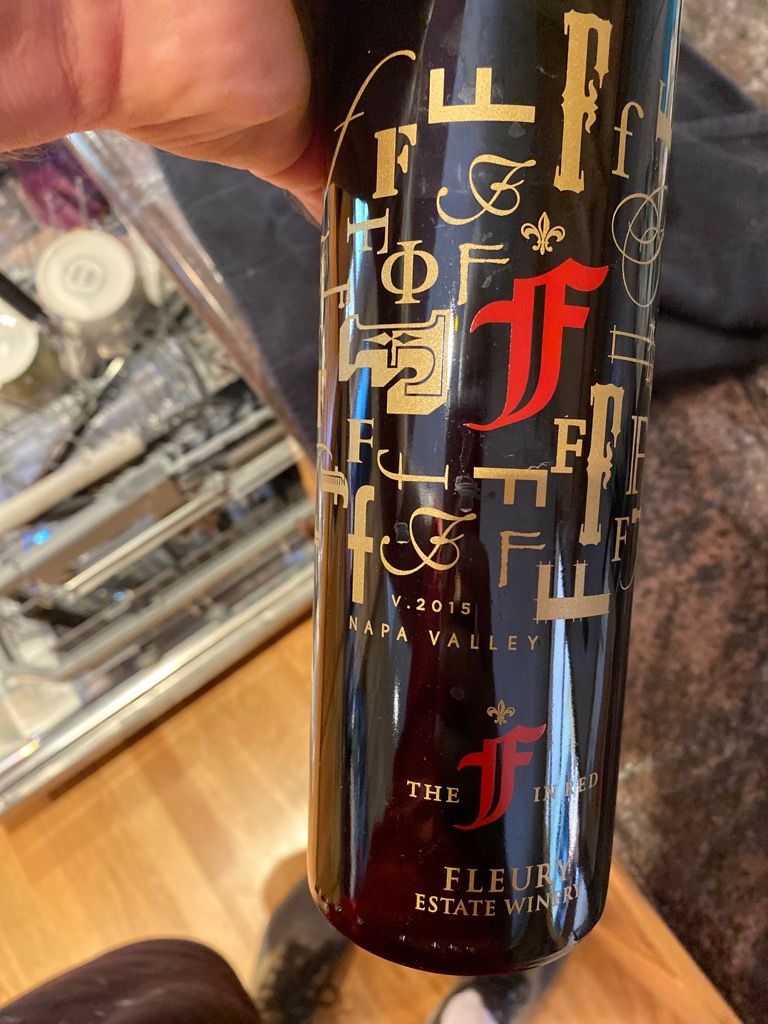 f F F f
F F
F Φ F
F
F F F F
F F
f F F F
F
V.2015
NAPA VALLEY
THE F IN RED
FLEURY
ESTATE WINERY